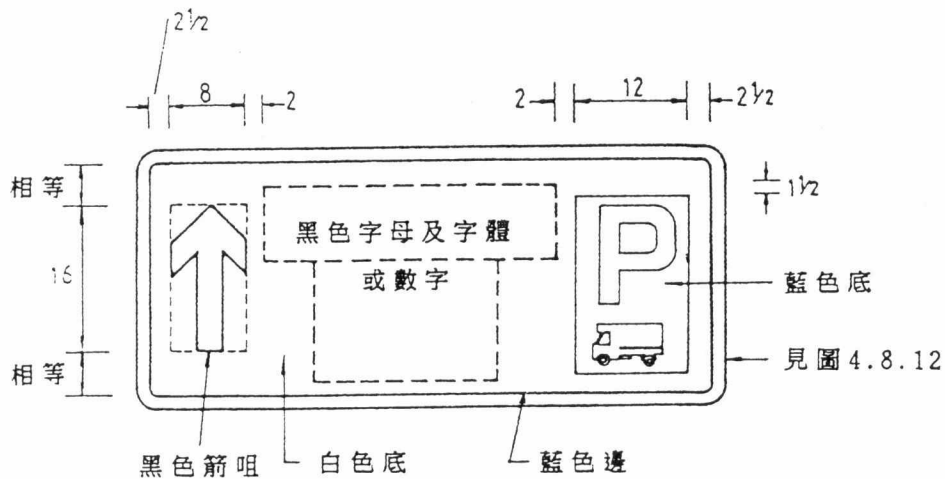 2½
8
2
2
12
2½
相等
1½
黑色字母及字體
或數字
P
16
藍色底
見圖4.8.12
相等
黑色箭咀
白色底
藍色邊